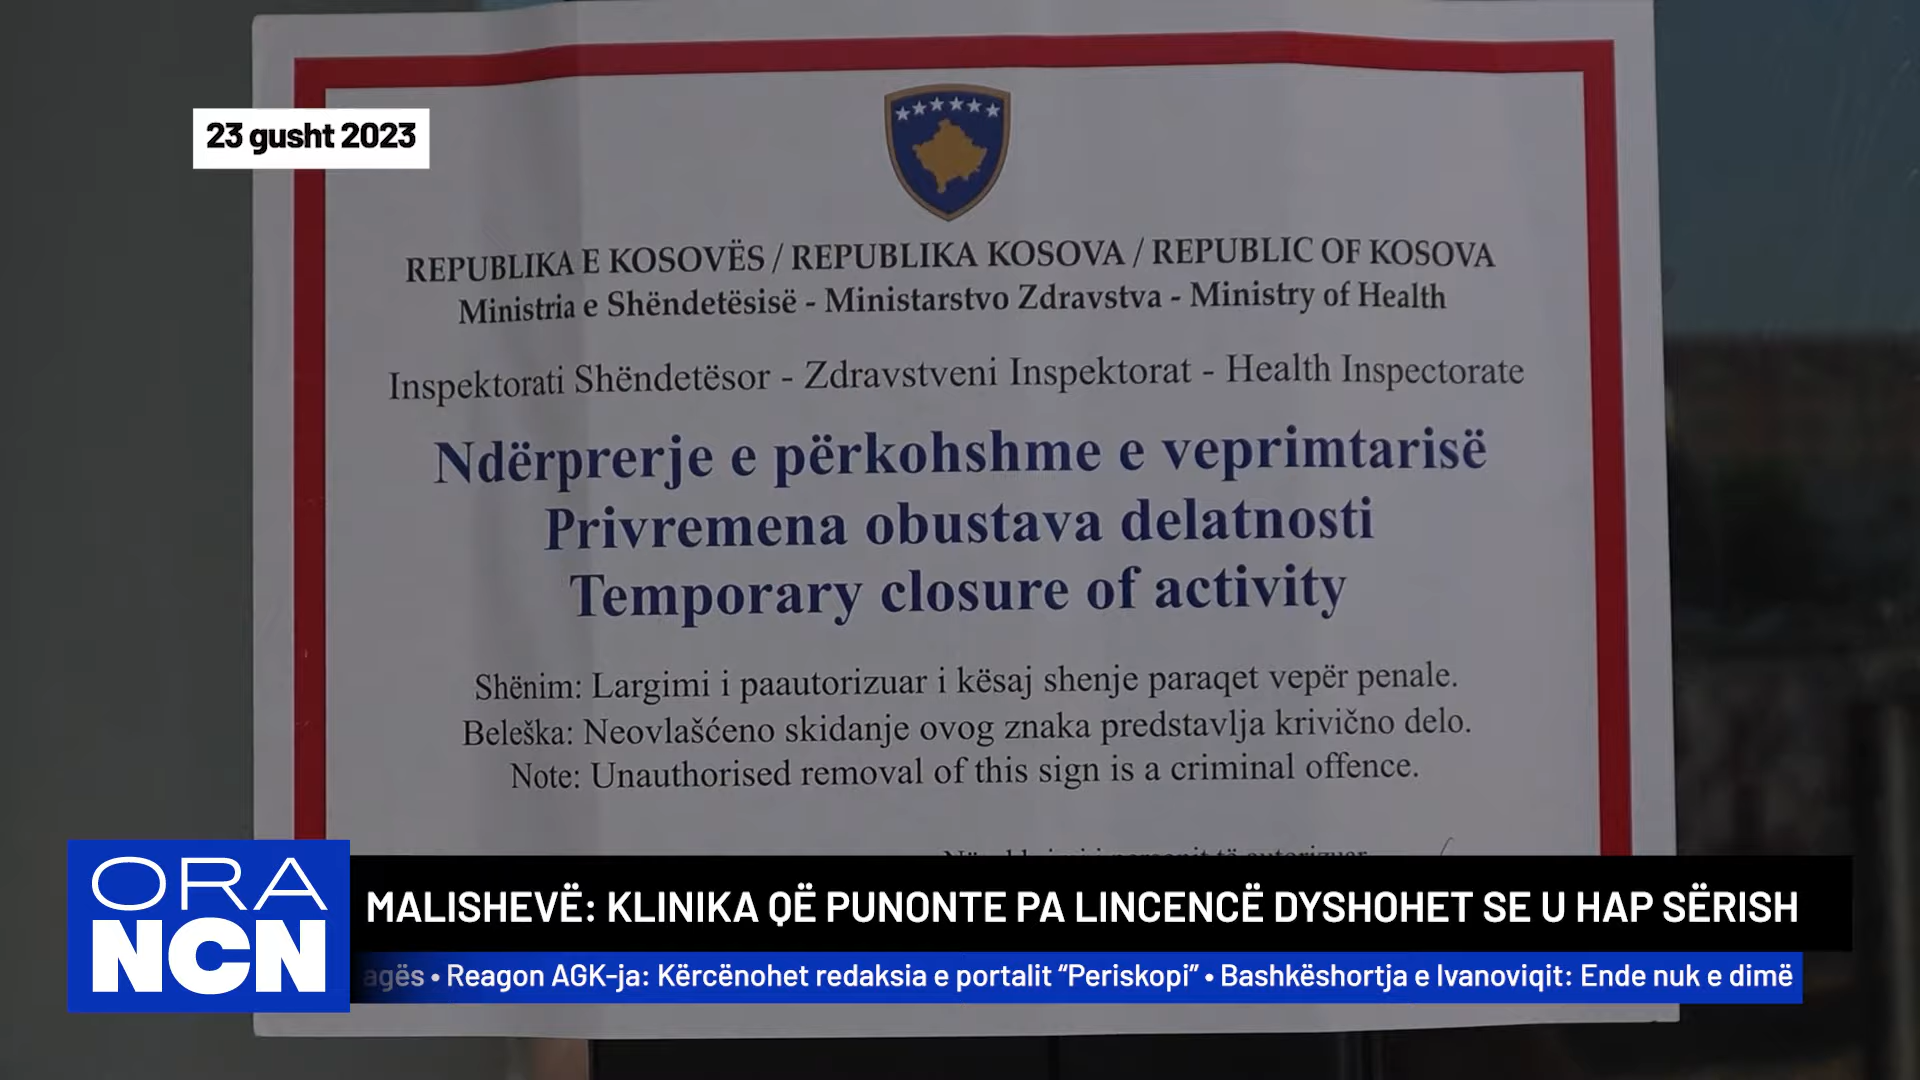 23 gusht 2023
REPUBLIKA E KOSOVËS / REPUBLIKA KOSOVA / REPUBLIC OF KOSOVA
Ministria e Shëndetësisë - Ministarstvo Zdravstva - Ministry of Health
Inspektorati Shëndetësor - Zdravstveni Inspektorat - Health Inspectorate
Ndërprerje e përkohshme e veprimtarisë
Privremena obustava delatnosti
Temporary closure of activity
Shënim: Largimi i paautorizuar i kësaj shenje paraqet vepër penale.
Beleška: Neovlašćeno skidanje ovog znaka predstavlja krivično delo.
Note: Unauthorised removal of this sign is a criminal offence.
ORA
NCN
MALISHEVË: KLINIKA QË PUNONTE PA LINCENCË DYSHOHET SE U HAP SËRISH
agës • Reagon AGK-ja: Kërcënohet redaksia e portalit “Periskopi” • Bashkëshortja e Ivanoviqit: Ende nuk e dimë